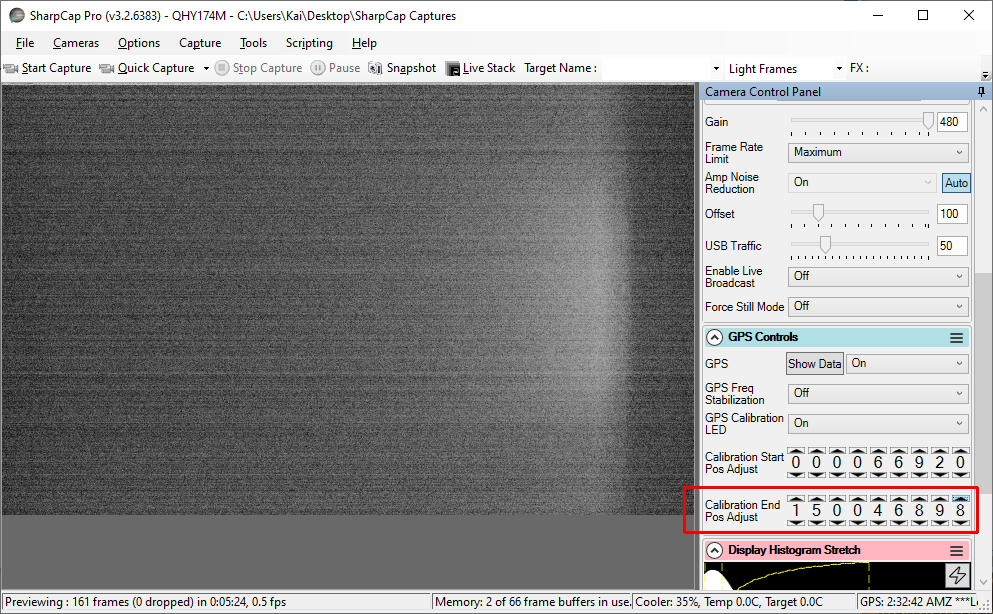 SharpCap Pro (v3.2.6383) - QHY174M - C:\Users\Kai\Desktop\SharpCap Captures
File Cameras Options Capture Tools Scripting Help
Start Capture Quick Capture Stop Capture Pause Snapshot Live Stack Target Name : Light Frames FX :
Camera Control Panel
Gain 480
Frame Rate Limit Maximum
Amp Noise Reduction On Auto
Offset 100
USB Traffic 50
Enable Live Broadcast Off
Force Still Mode Off
GPS Controls
GPS Show Data On
GPS Freq Stabilization Off
GPS Calibration LED On
Calibration Start Pos Adjust 0 0 0 0 6 6 9 2 0
Calibration End Pos Adjust 1 5 0 0 4 6 8 9 8
Display Histogram Stretch
Previewing : 161 frames (0 dropped) in 0:05:24, 0.5 fps Memory: 2 of 66 frame buffers in use. Cooler: 35%, Temp 0.0C, Target 0.0C GPS: 2:32:42 AMZ ***L